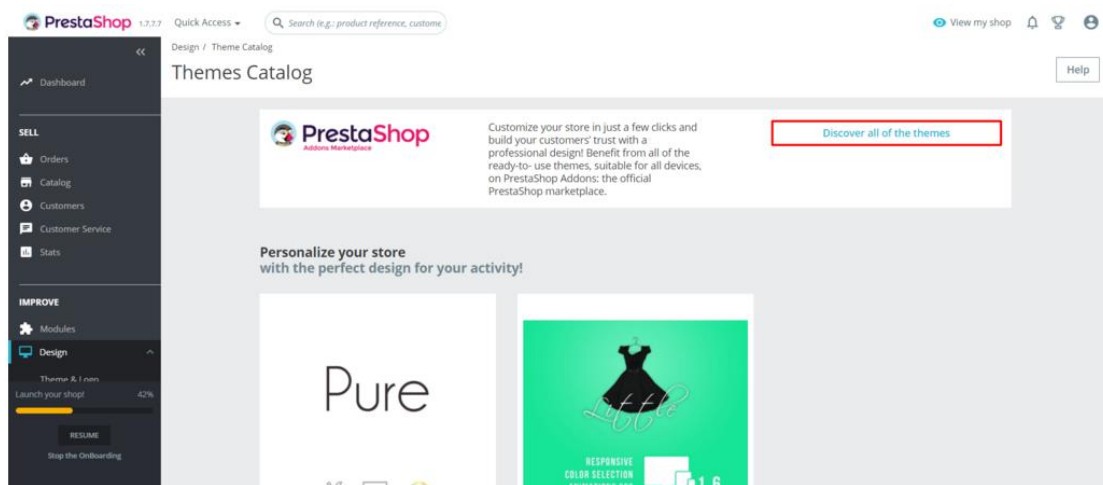 PrestaShop 1.7.7.7 Quick Access Search (e.g.: product reference, custome View my shop
Design / Theme Catalog
Themes Catalog
Help
Dashboard
SELL
Orders
Catalog
Customers
Customer Service
Stats
IMPROVE
Modules
Design
Theme & Logo
Launch your shop! 42%
RESUME
Stop the OnBoarding
PrestaShop
Addons Marketplace
Customize your store in just a few clicks and
build your customers' trust with a
professional design! Benefit from all of the
ready-to- use themes, suitable for all devices,
on PrestaShop Addons: the official
PrestaShop marketplace.
Discover all of the themes
Personalize your store
with the perfect design for your activity!
Pure
Little
RESPONSIVE
COLOR SELECTION
1.6